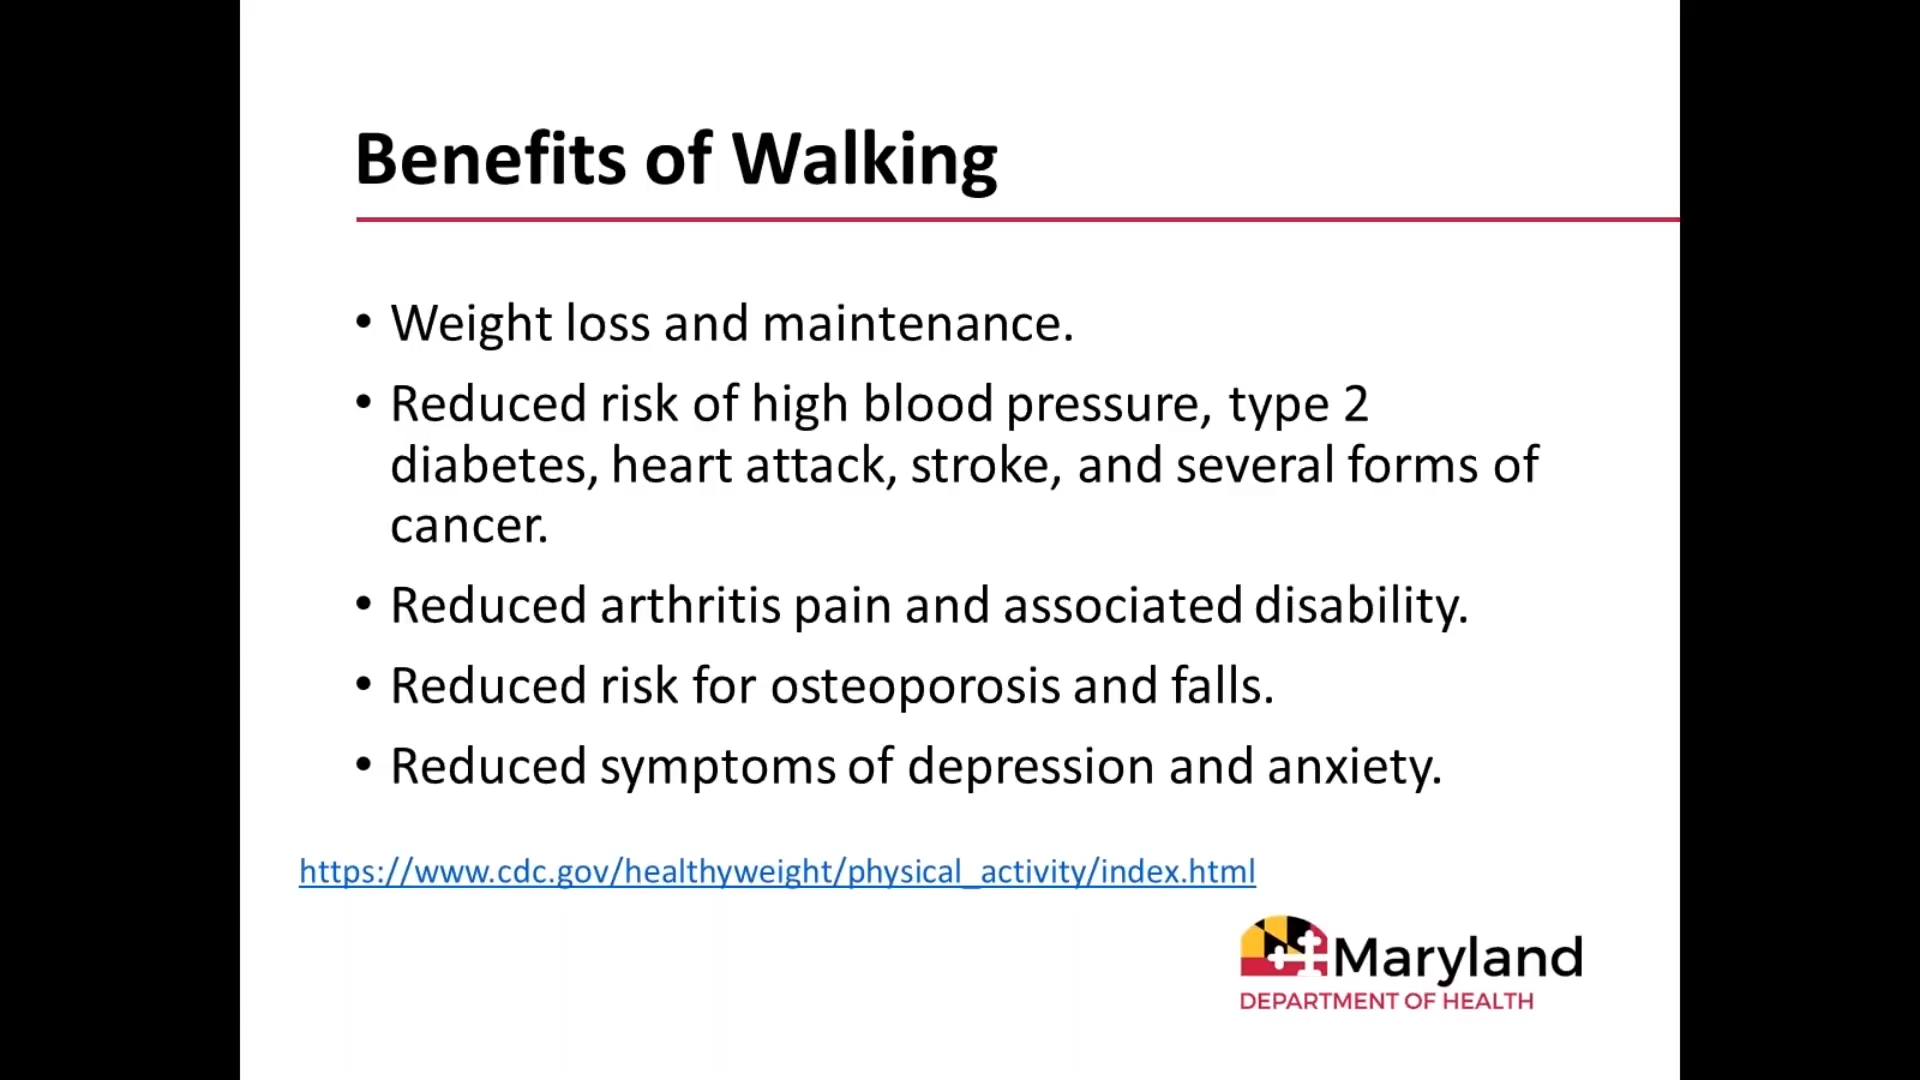 Benefits of Walking
• Weight loss and maintenance.
• Reduced risk of high blood pressure, type 2
diabetes, heart attack, stroke, and several forms of
cancer.
• Reduced arthritis pain and associated disability.
• Reduced risk for osteoporosis and falls.
• Reduced symptoms of depression and anxiety.
https://www.cdc.gov/healthyweight/physical_activity/index.html
Maryland
DEPARTMENT OF HEALTH